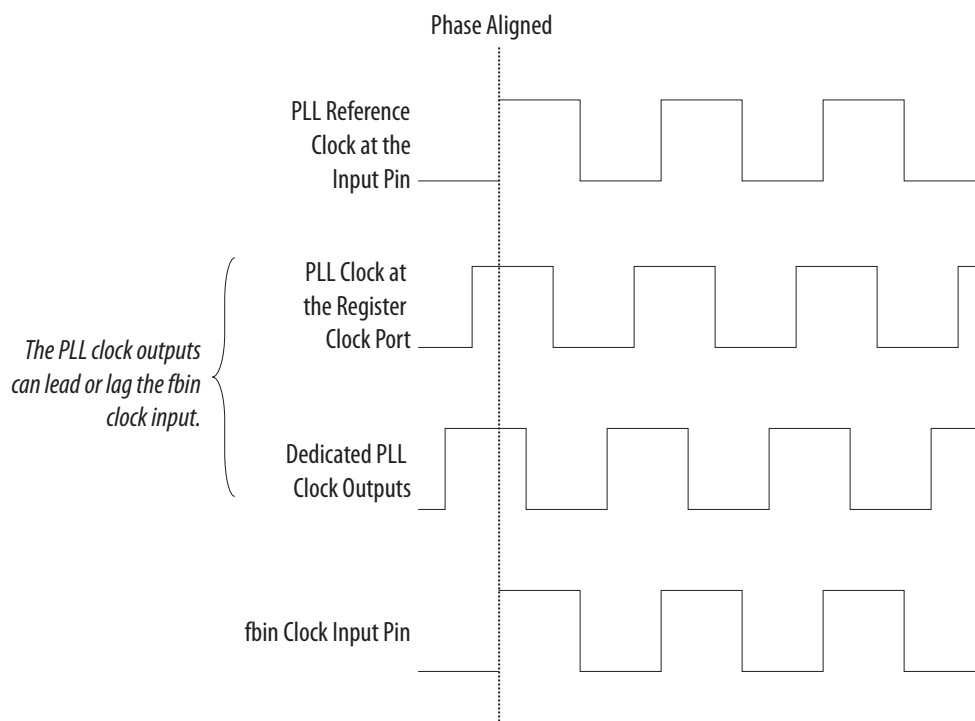 Phase Aligned
PLL Reference
Clock at the
Input Pin
PLL Clock at
the Register
Clock Port
The PLL clock outputs
can lead or lag the fbin
clock input.
Dedicated PLL
Clock Outputs
fbin Clock Input Pin